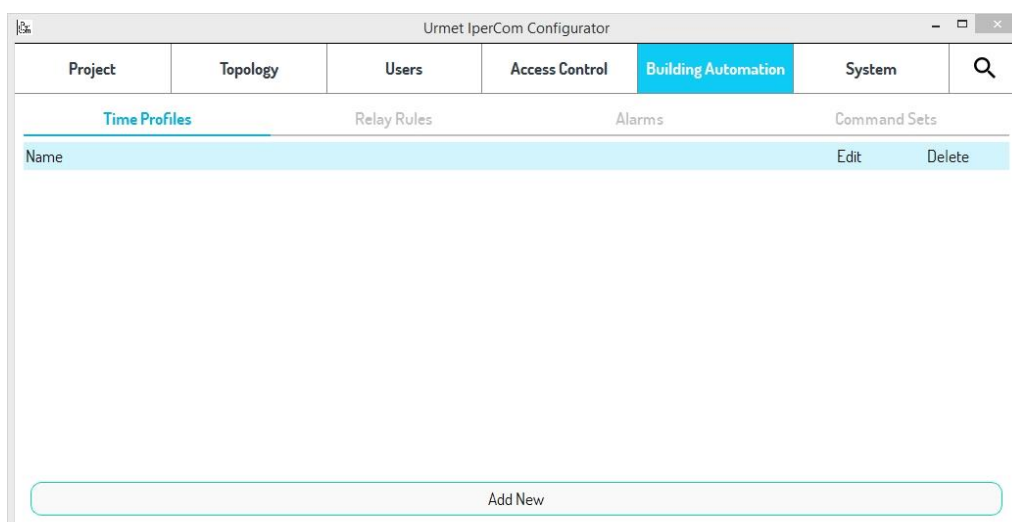 Urmet IperCom Configurator
Project Topology Users Access Control Building Automation System
Time Profiles Relay Rules Alarms Command Sets
Name Edit Delete
Add New